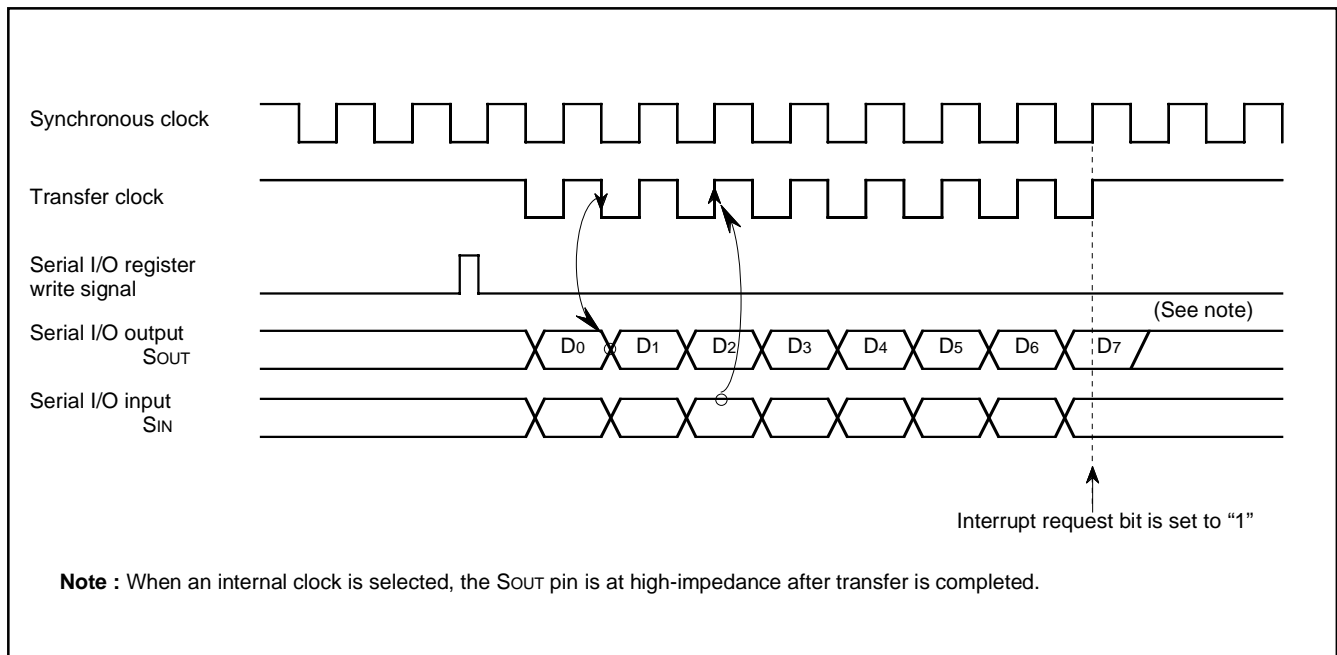 Synchronous clock
Transfer clock
Serial I/O register
write signal
(See note)
Serial I/O output
SOUT
D0 D1 D2 D3 D4 D5 D6 D7
Serial I/O input
SIN
Interrupt request bit is set to “1”
Note : When an internal clock is selected, the SOUT pin is at high-impedance after transfer is completed.